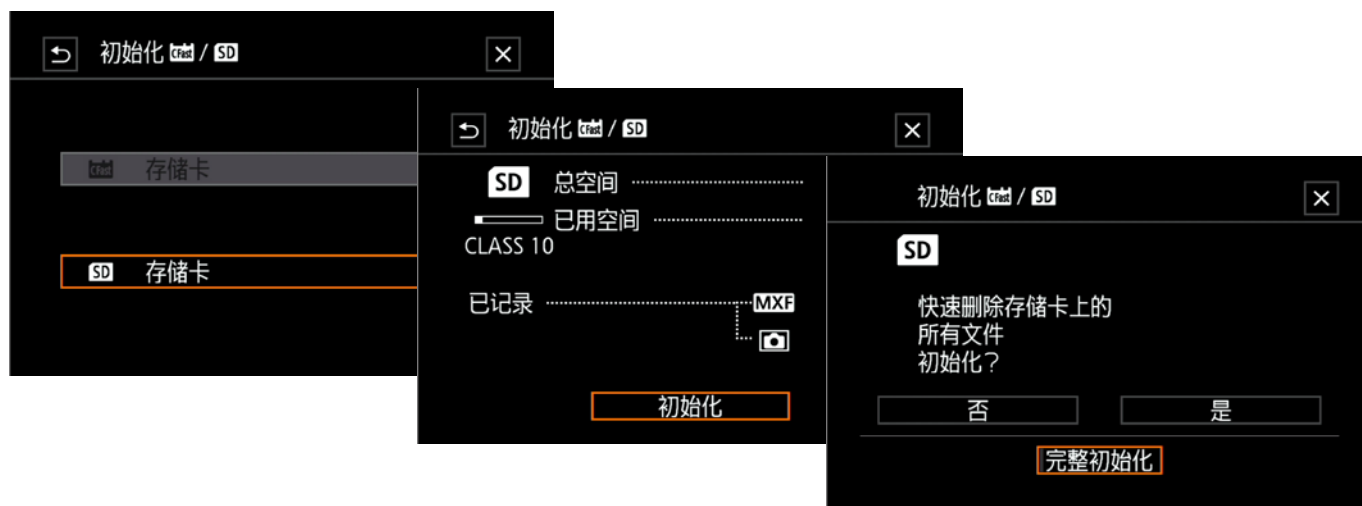 初始化 CFast / SD
CFast 存储卡
SD 存储卡
初始化 CFast / SD
SD 总空间
已用空间
CLASS 10
已记录 MXF
初始化
初始化 CFast / SD
SD
快速删除存储卡上的
所有文件
初始化？
否 是
完整初始化